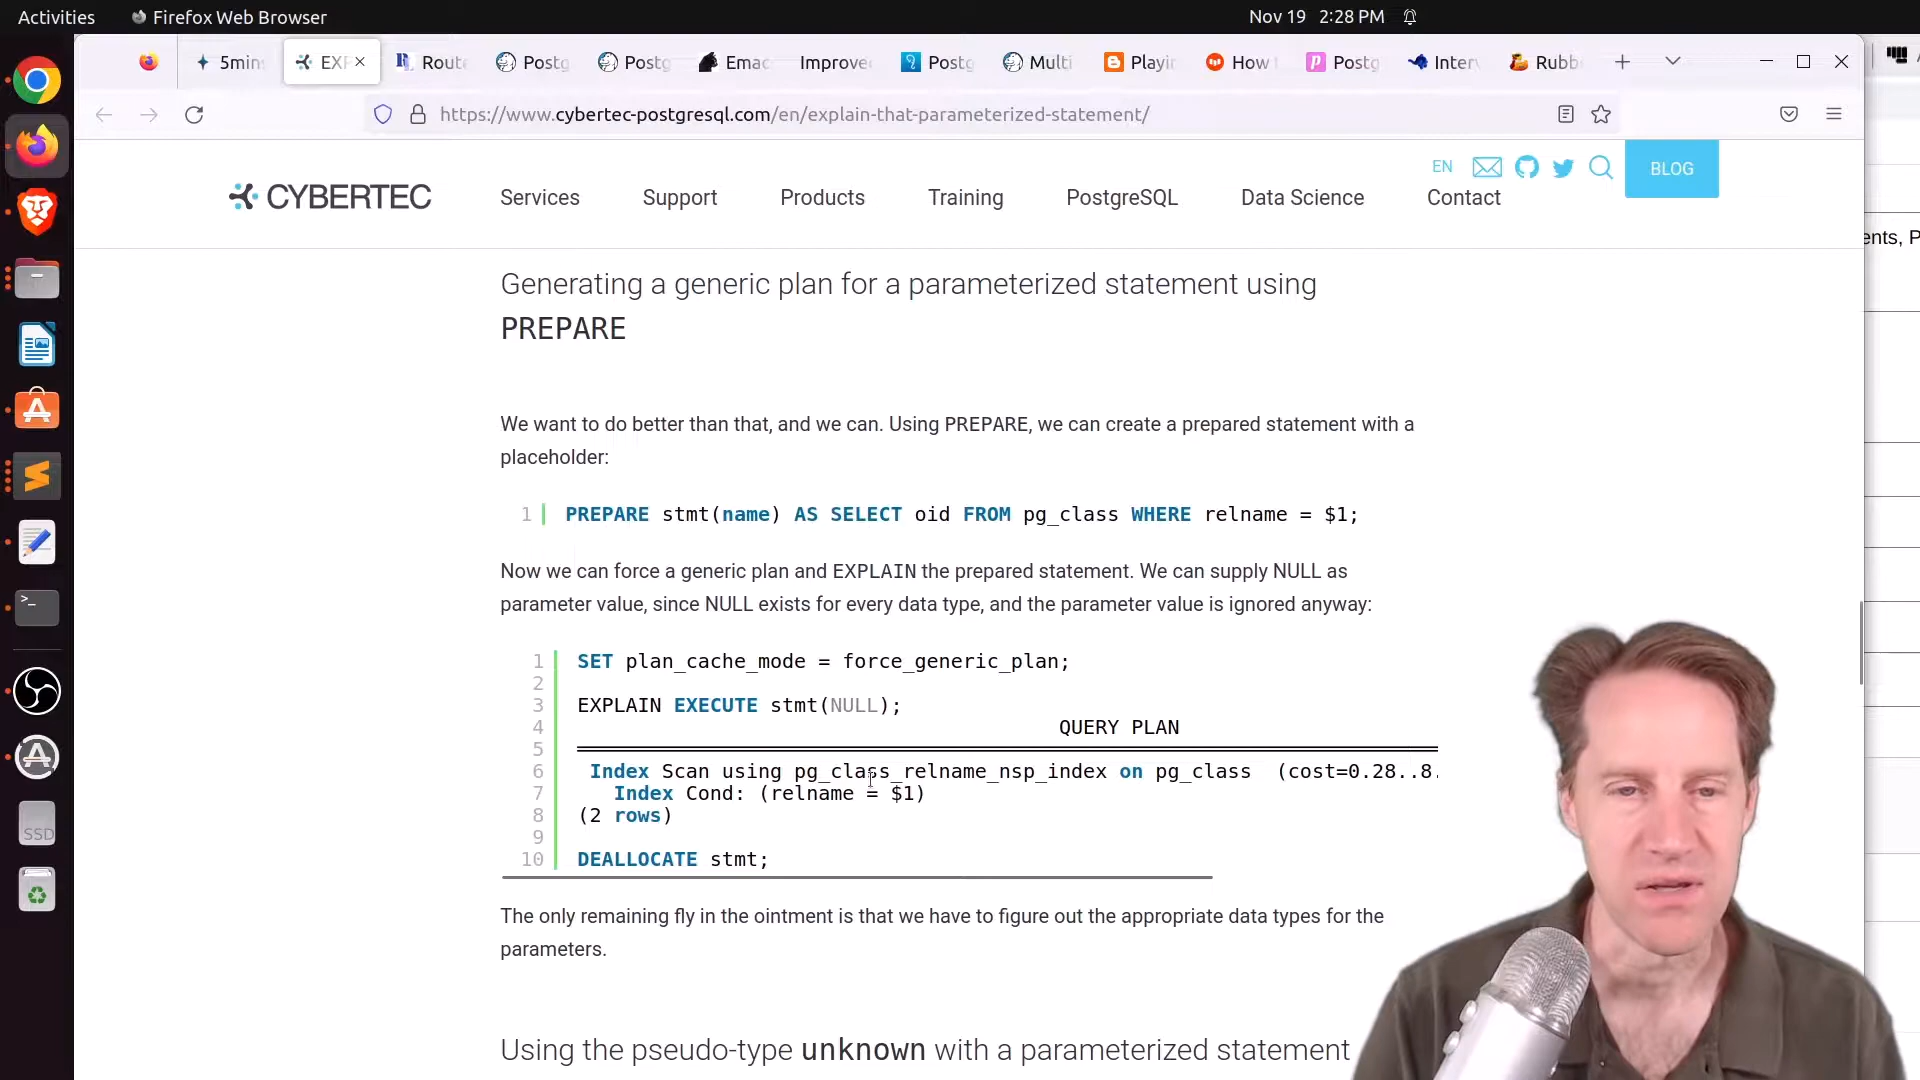 Activities
Firefox Web Browser
Nov 19 2:28 PM
5min
EXP
Route
Postg
Postg
Emac
Improve
Postg
Multi
Playin
How
Postg
Inter
Rubb
https://www.cybertec-postgresql.com/en/explain-that-parameterized-statement/
EN
BLOG
CYBERTEC
Services
Support
Products
Training
PostgreSQL
Data Science
Contact
ents, P
Generating a generic plan for a parameterized statement using
PREPARE
We want to do better than that, and we can. Using PREPARE, we can create a prepared statement with a
placeholder:
1 PREPARE stmt(name) AS SELECT oid FROM pg_class WHERE relname = $1;
Now we can force a generic plan and EXPLAIN the prepared statement. We can supply NULL as
parameter value, since NULL exists for every data type, and the parameter value is ignored anyway:
1 SET plan_cache_mode = force_generic_plan;
2
3 EXPLAIN EXECUTE stmt(NULL);
4 QUERY PLAN
5 ════════════════════════════════════════
6 Index Scan using pg_class_relname_nsp_index on pg_class (cost=0.28..8.
7 Index Cond: (relname = $1)
8 (2 rows)
9
10 DEALLOCATE stmt;
The only remaining fly in the ointment is that we have to figure out the appropriate data types for the
parameters.
Using the pseudo-type unknown with a parameterized statement
SSD